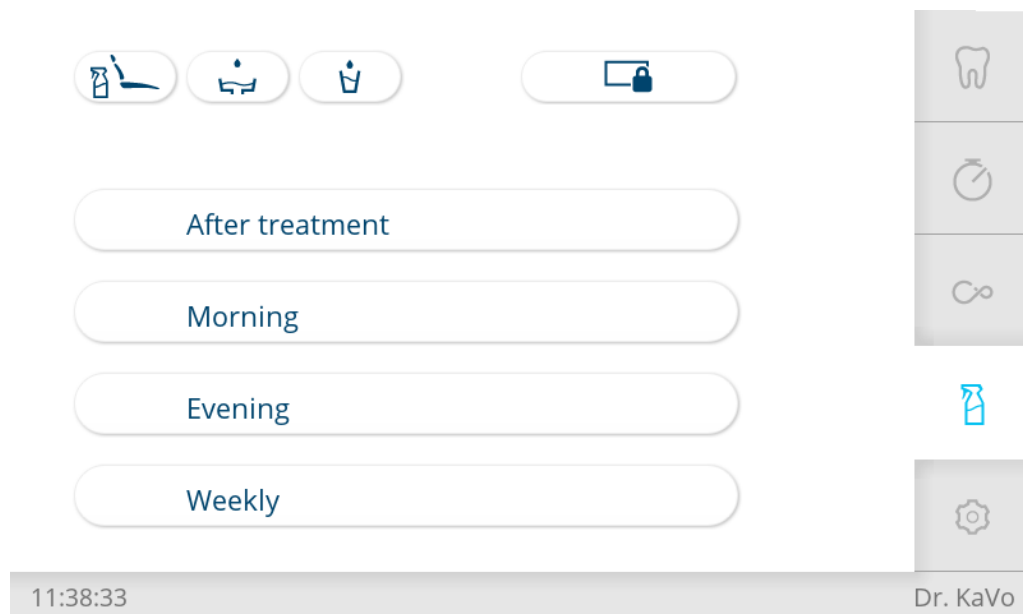 After treatment
Morning
Evening
Weekly
11:38:33
Dr. KaVo